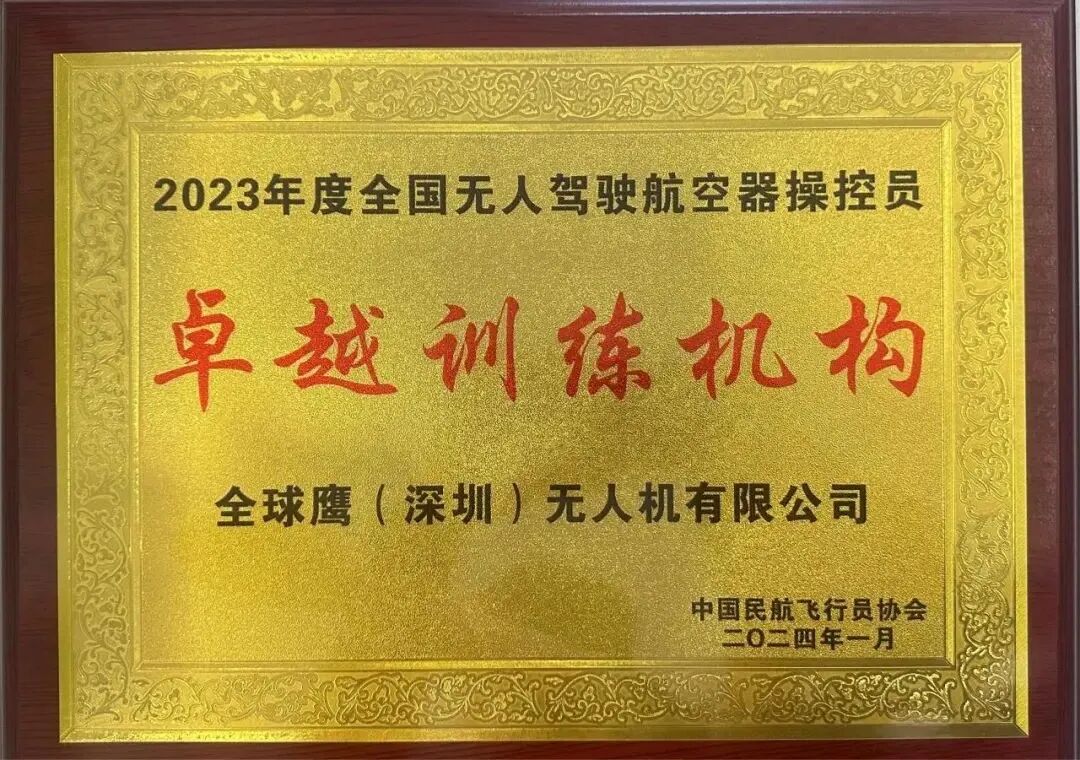 2023年度全国无人驾驶航空器操控员
卓越训练机构
全球鹰（深圳）无人机有限公司
中国民航飞行员协会
二〇二四年一月